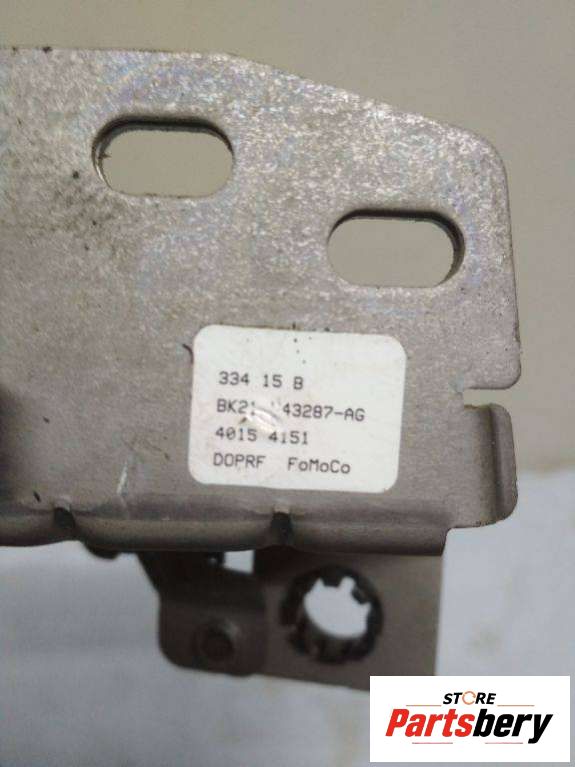 334 15 B
BK21 43287-AG
4015 4151
DOPRF FoMoCo
STORE
Partsbery